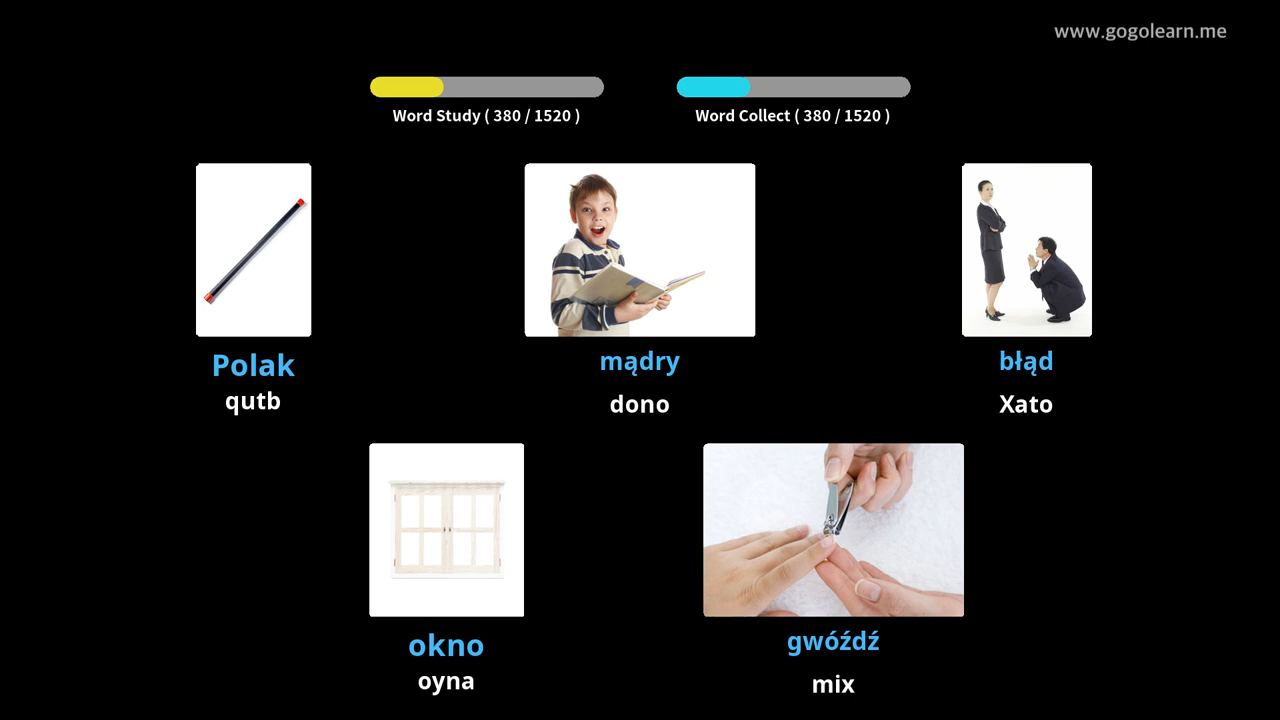 www.gogolearn.me
Word Study ( 380 / 1520 )
Word Collect ( 380 / 1520 )
Polak
qutb
mądry
dono
błąd
Xato
okno
oyna
gwóźdź
mix